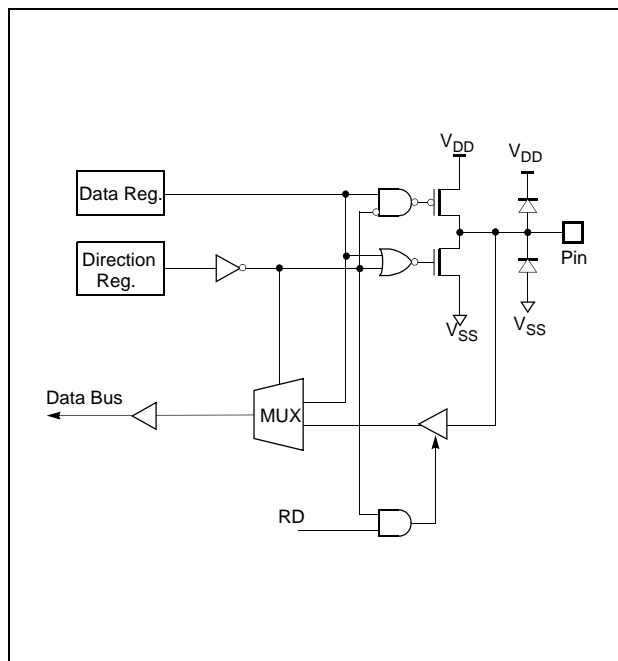 VDD
VDD
Data Reg.
Direction
Reg.
Pin
VSS
VSS
Data Bus
MUX
RD